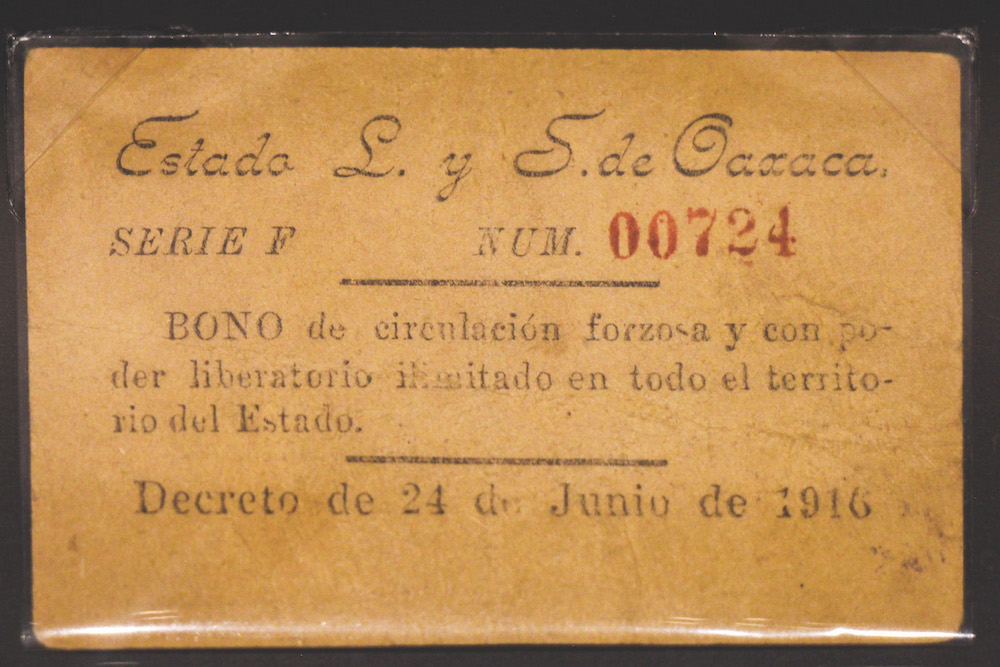 Estado L. y S. de Oaxaca.
SERIE F NUM. 00724
BONO de circulación forzosa y con po-
der liberatorio ilimitado en todo el territo-
rio del Estado.
Decreto de 24 de Junio de 1916